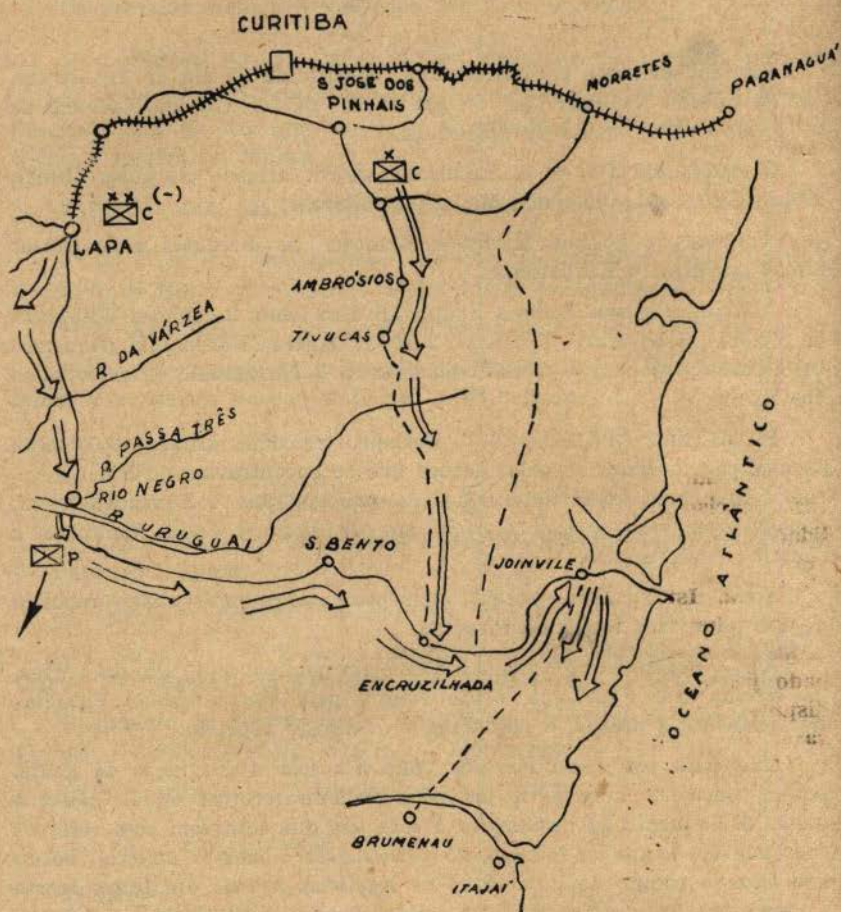 CURITIBA
S JOSÉ DOS
PINHAIS
MORRETES
PARANAGUÁ
X
C
XX
C (-)
LAPA
AMBRÓSIOS
TIJUCAS
R DA VÁRZEA
R. PASSA TRÊS
RIO NEGRO
R. URUGUAI
P
S. BENTO
JOINVILE
ENCRUZILHADA
OCEANO ATLÂNTICO
BRUMENAU
ITAJAÍ